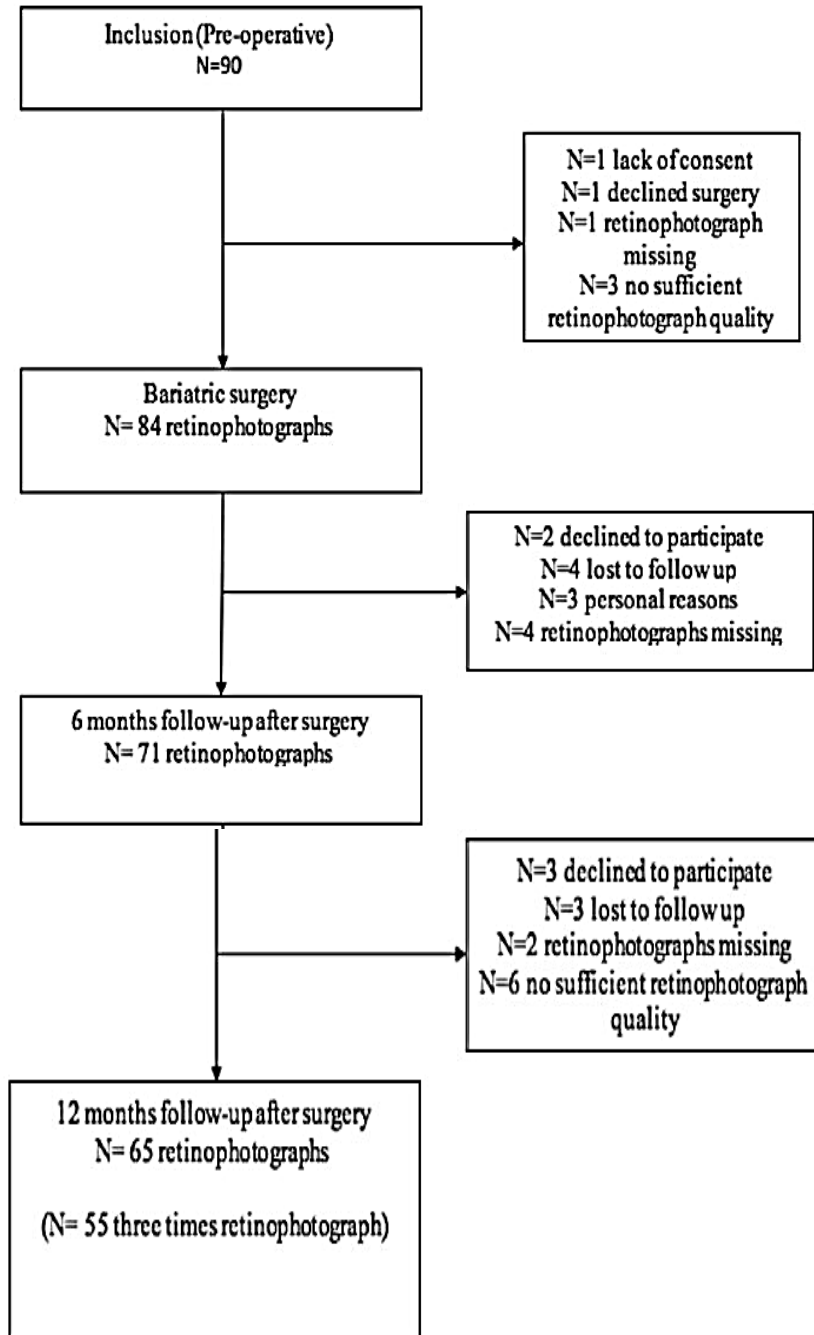 Inclusion (Pre-operative)
N=90
N=1 lack of consent
N=1 declined surgery
N=1 retinophotograph
missing
N=3 no sufficient
retinophotograph quality
Bariatric surgery
N= 84 retinophotographs
N=2 declined to participate
N=4 lost to follow up
N=3 personal reasons
N=4 retinophotographs missing
6 months follow-up after surgery
N= 71 retinophotographs
N=3 declined to participate
N=3 lost to follow up
N=2 retinophotographs missing
N=6 no sufficient retinophotograph
quality
12 months follow-up after surgery
N= 65 retinophotographs
(N= 55 three times retinophotograph)